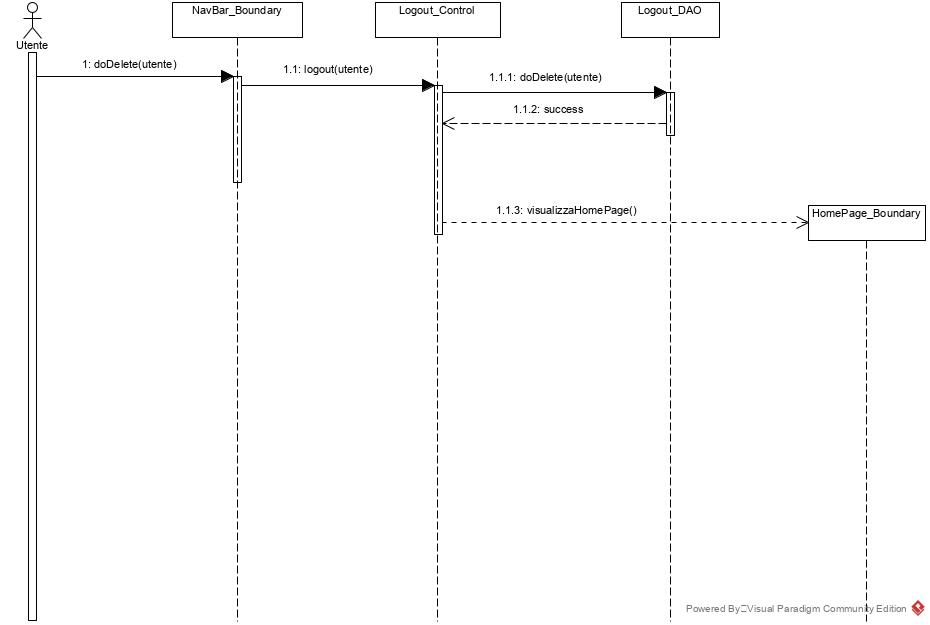 NavBar_Boundary
Logout_Control
Logout_DAO
Utente
1: doDelete(utente)
1.1: logout(utente)
1.1.1: doDelete(utente)
1.1.2: success
1.1.3: visualizzaHomePage()
HomePage_Boundary
Powered By Visual Paradigm Community Edition